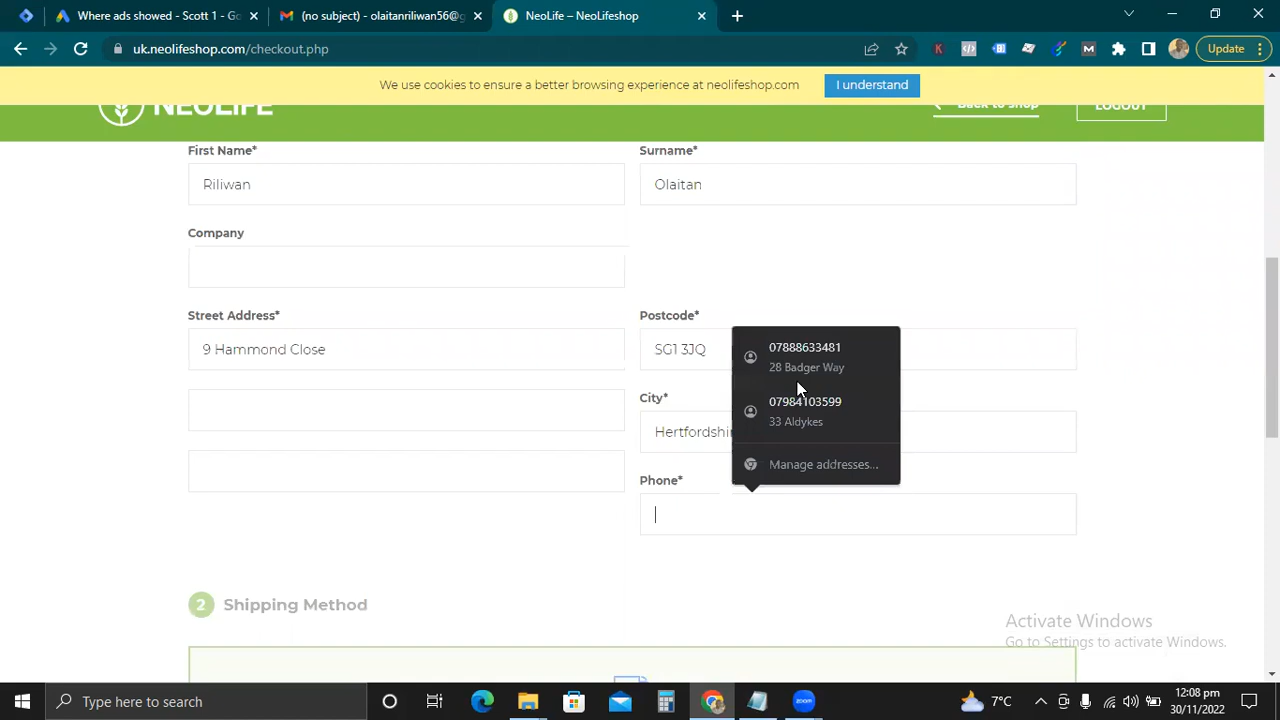 Where ads showed - Scott 1 - Go
(no subject) - olaitanriliwan56@g
NeoLife – NeoLifeshop
uk.neolifeshop.com/checkout.php
Update
We use cookies to ensure a better browsing experience at neolifeshop.com
I understand
NEOLIFE
Back to shop
LOGOUT
First Name*
Surname*
Riliwan
Olaitan
Company
Street Address*
Postcode*
9 Hammond Close
SG1 3JQ
07888633481
28 Badger Way
City*
07984103599
33 Aldykes
Hertfordshi
Manage addresses...
Phone*
2 Shipping Method
Activate Windows
Go to Settings to activate Windows.
Type here to search
zoom
7°C
12:08 pm
30/11/2022